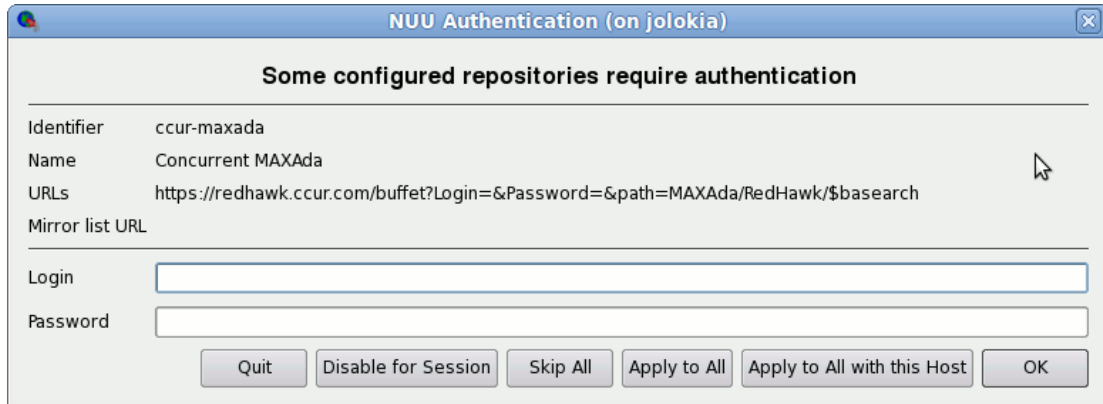 NUU Authentication (on jolokia)
Some configured repositories require authentication
Identifier ccur-maxada
Name Concurrent MAXAda
URLs https://redhawk.ccur.com/buffet?Login=&Password=&path=MAXAda/RedHawk/$basearch
Mirror list URL
Login
Password
Quit Disable for Session Skip All Apply to All Apply to All with this Host OK